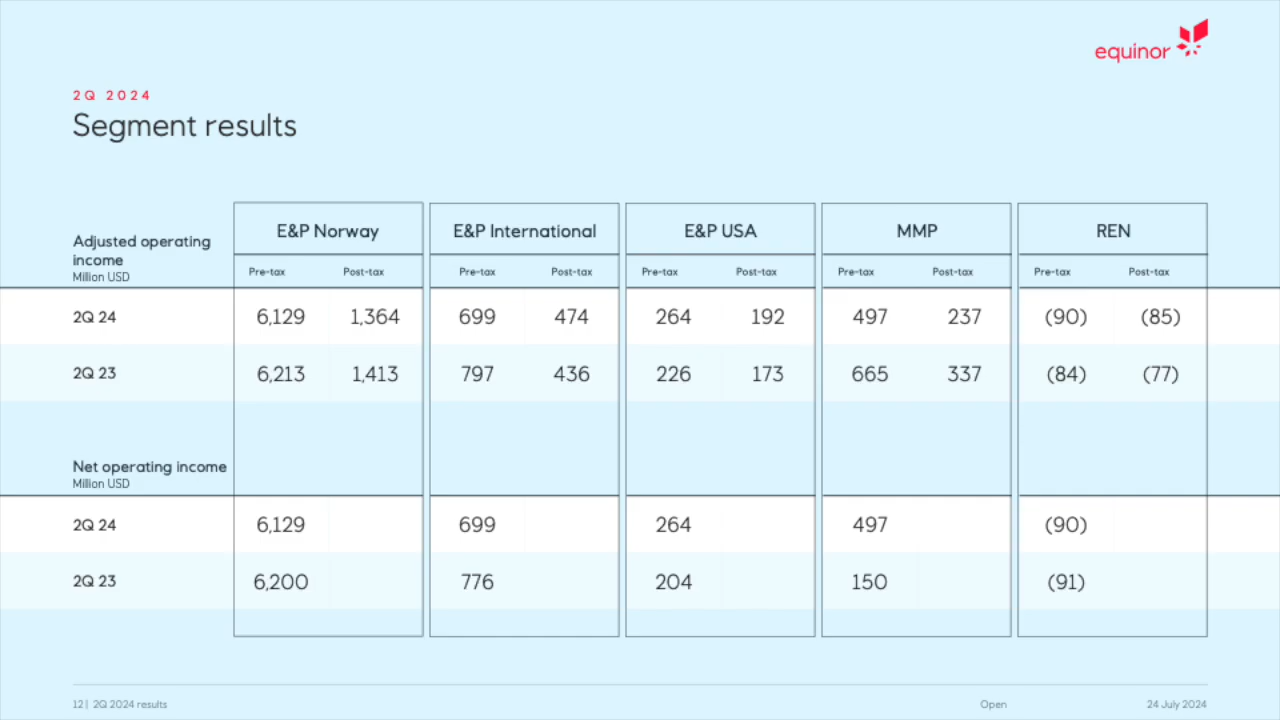 equinor
2Q 2024
Segment results
Adjusted operating
income
Million USD
E&P Norway E&P International E&P USA MMP REN
Pre-tax Post-tax Pre-tax Post-tax Pre-tax Post-tax Pre-tax Post-tax Pre-tax Post-tax
2Q 24 6,129 1,364 699 474 264 192 497 237 (90) (85)
2Q 23 6,213 1,413 797 436 226 173 665 337 (84) (77)
Net operating income
Million USD
2Q 24 6,129 699 264 497 (90)
2Q 23 6,200 776 204 150 (91)
12| 2Q 2024 results Open 24 July 2024